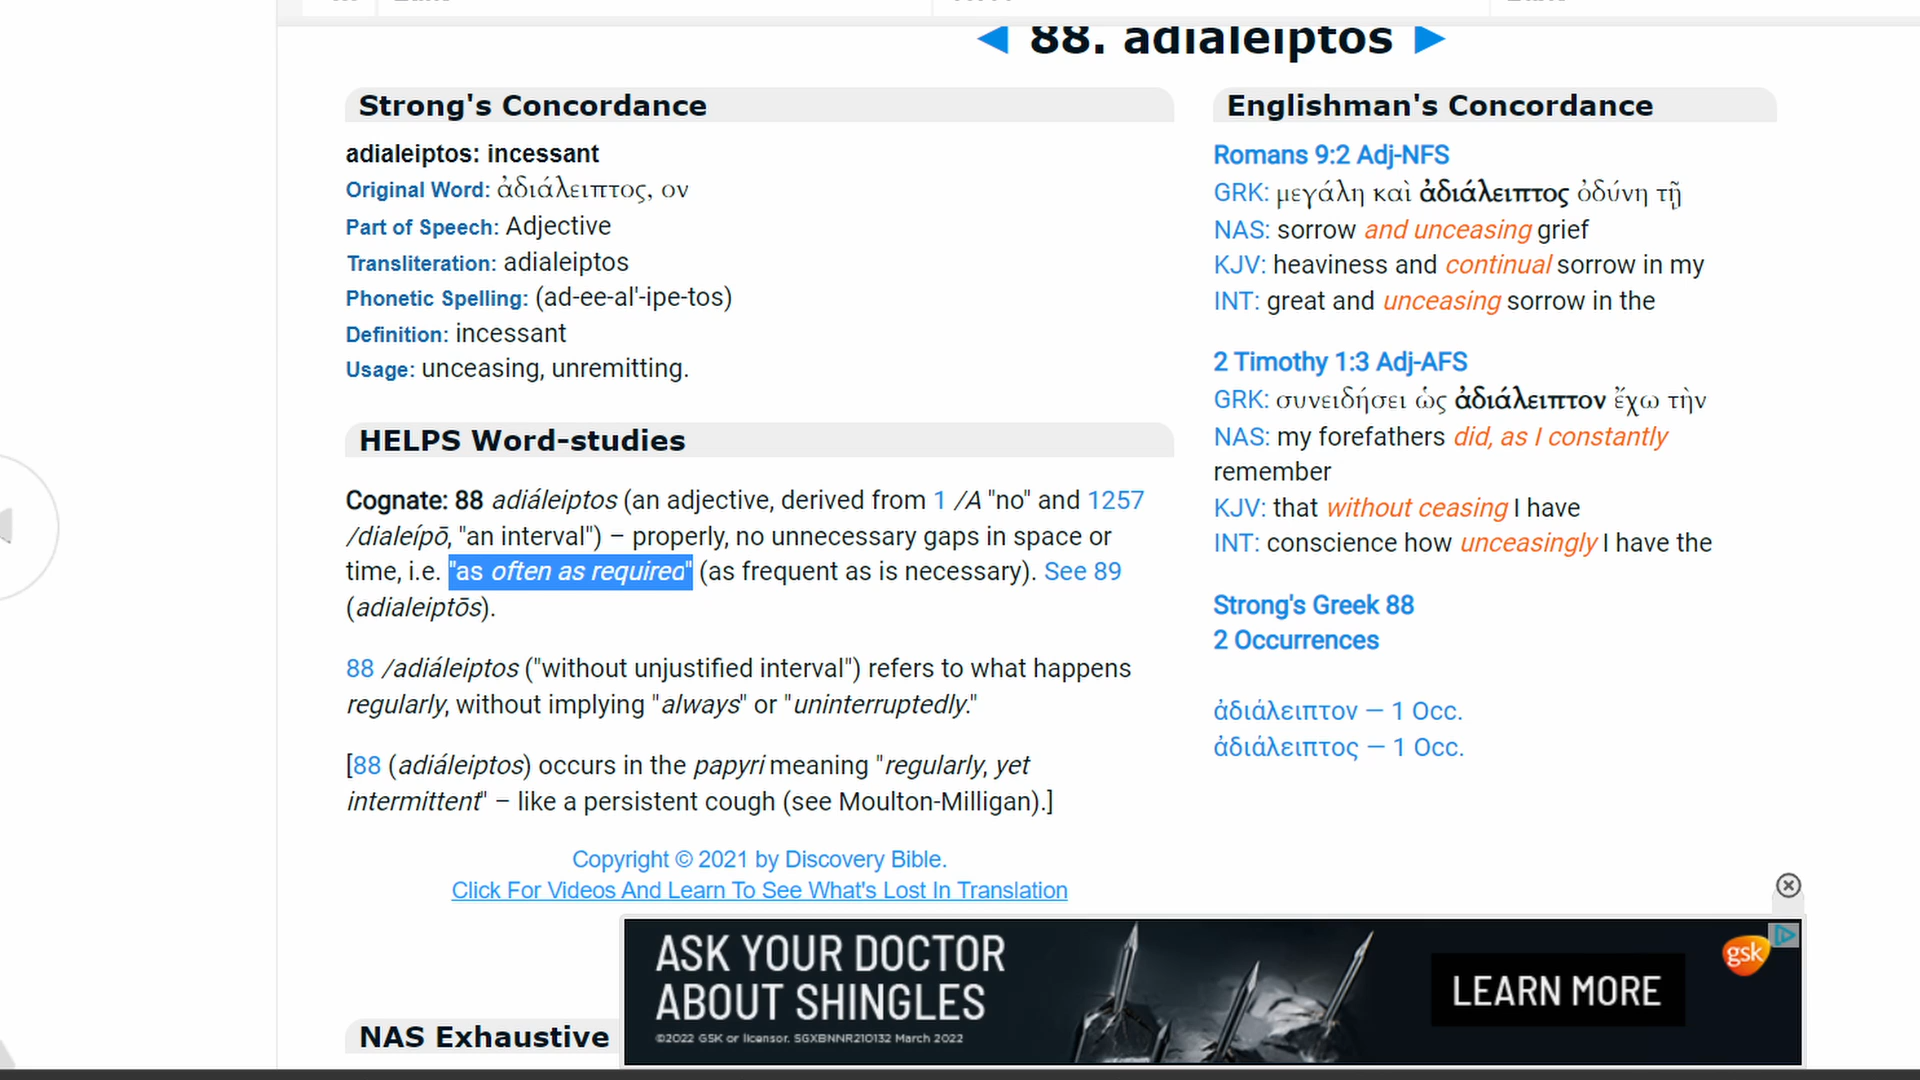 88. adialeiptos
Strong's Concordance
adialeiptos: incessant
Original Word: ἀδιάλειπτος, ον
Part of Speech: Adjective
Transliteration: adialeiptos
Phonetic Spelling: (ad-ee-al'-ipe-tos)
Definition: incessant
Usage: unceasing, unremitting.
HELPS Word-studies
Cognate: 88 adiáleiptos (an adjective, derived from 1 /A "no" and 1257
/dialeípō, "an interval") – properly, no unnecessary gaps in space or
time, i.e. "as often as required" (as frequent as is necessary). See 89
(adialeiptōs).
88 /adiáleiptos ("without unjustified interval") refers to what happens
regularly, without implying "always" or "uninterruptedly."
[88 (adiáleiptos) occurs in the papyri meaning "regularly, yet
intermittent" – like a persistent cough (see Moulton-Milligan).]
Copyright © 2021 by Discovery Bible.
Click For Videos And Learn To See What's Lost In Translation
NAS Exhaustive
Englishman's Concordance
Romans 9:2 Adj-NFS
GRK: μεγάλη καὶ ἀδιάλειπτος ὀδύνη τῇ
NAS: sorrow and unceasing grief
KJV: heaviness and continual sorrow in my
INT: great and unceasing sorrow in the
2 Timothy 1:3 Adj-AFS
GRK: συνειδήσει ὡς ἀδιάλειπτον ἔχω τὴν
NAS: my forefathers did, as I constantly
remember
KJV: that without ceasing I have
INT: conscience how unceasingly I have the
Strong's Greek 88
2 Occurrences
ἀδιάλειπτον — 1 Occ.
ἀδιάλειπτος — 1 Occ.
ASK YOUR DOCTOR
ABOUT SHINGLES
©2022 GSK or licensor. SGXBNNR210132 March 2022
LEARN MORE
gsk